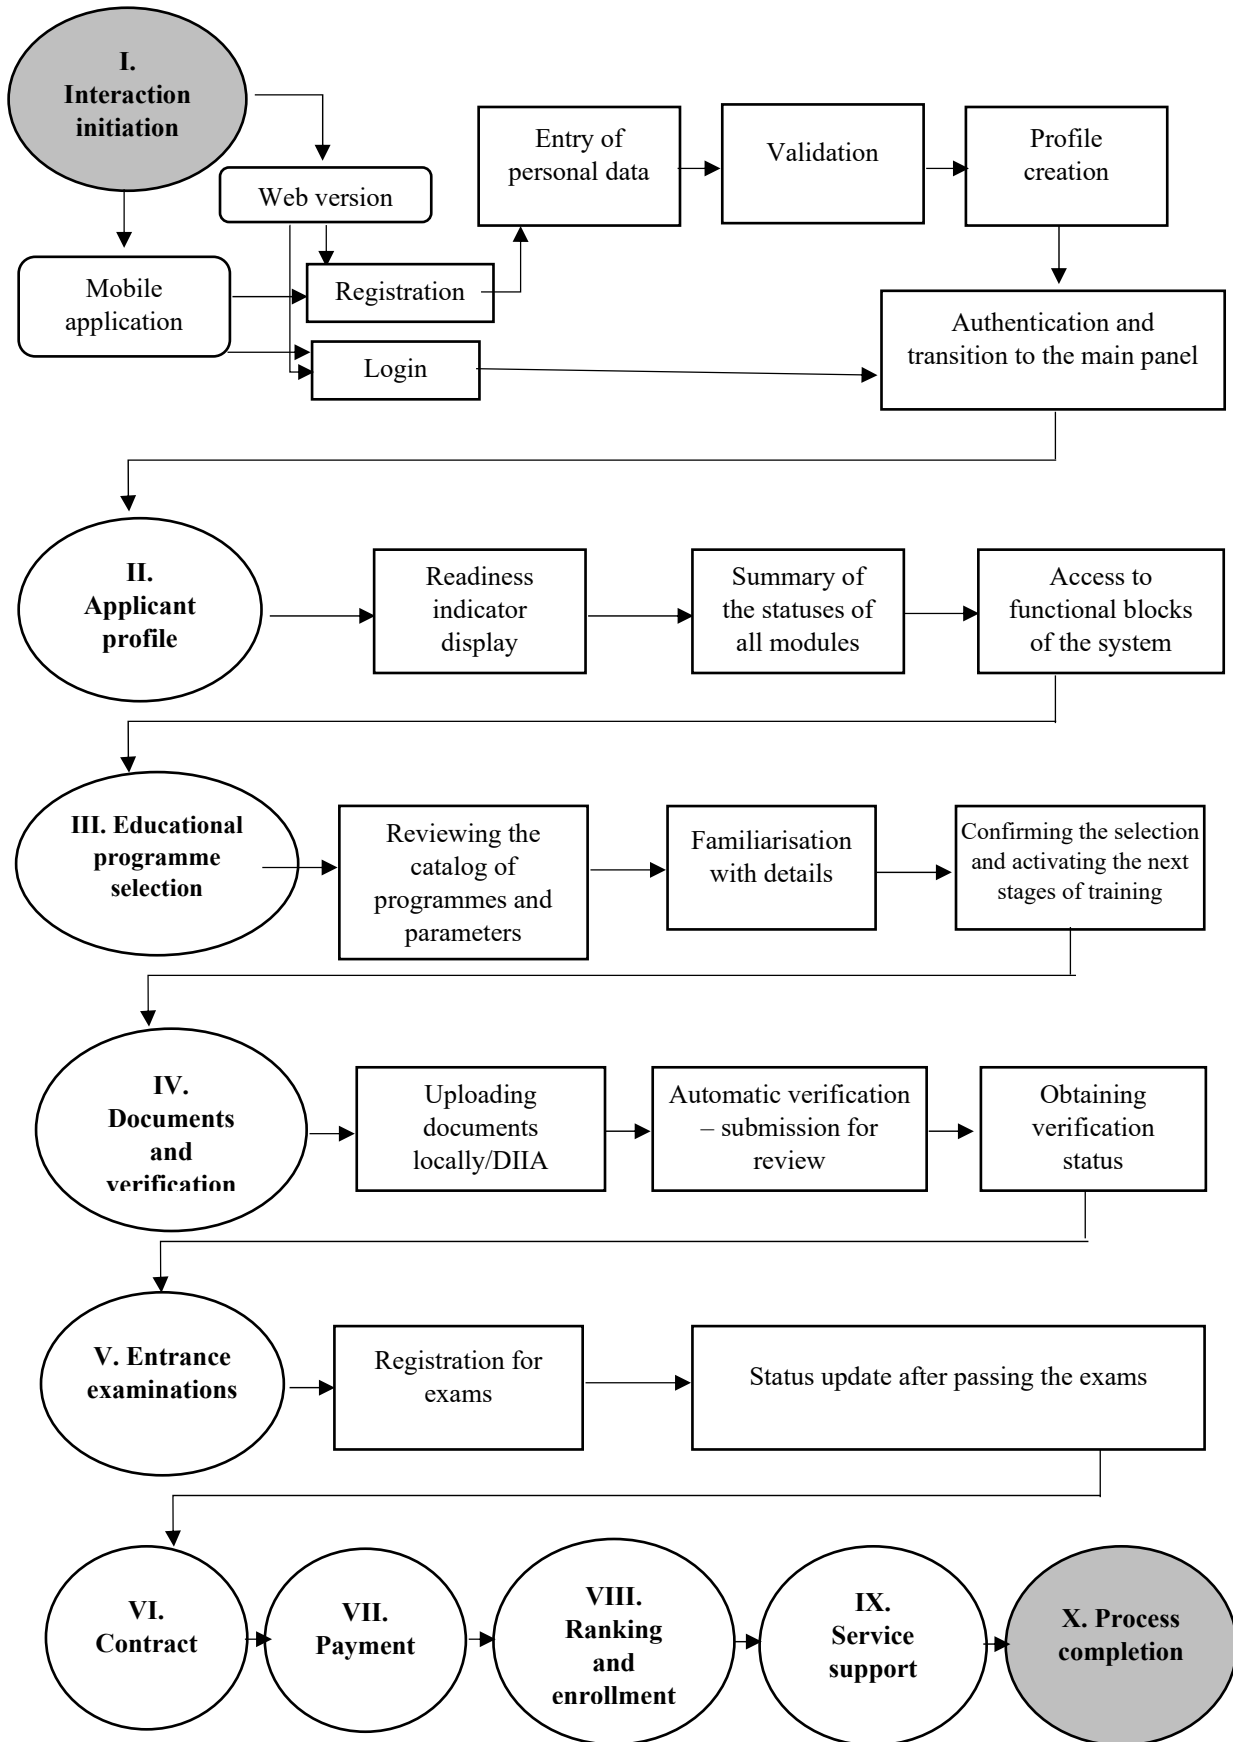 I.
Interaction
initiation
Web version
Mobile
application
Registration
Login
Entry of
personal data
Validation
Profile
creation
Authentication and
transition to the main panel
II.
Applicant
profile
Readiness
indicator
display
Summary of
the statuses of
all modules
Access to
functional blocks
of the system
III. Educational
programme
selection
Reviewing the
catalog of
programmes and
parameters
Familiarisation
with details
Confirming the selection
and activating the next
stages of training
IV.
Documents
and
verification
Uploading
documents
locally/DIIA
Automatic verification
– submission for
review
Obtaining
verification
status
V. Entrance
examinations
Registration for
exams
Status update after passing the exams
VI.
Contract
VII.
Payment
VIII.
Ranking
and
enrollment
IX.
Service
support
X. Process
completion